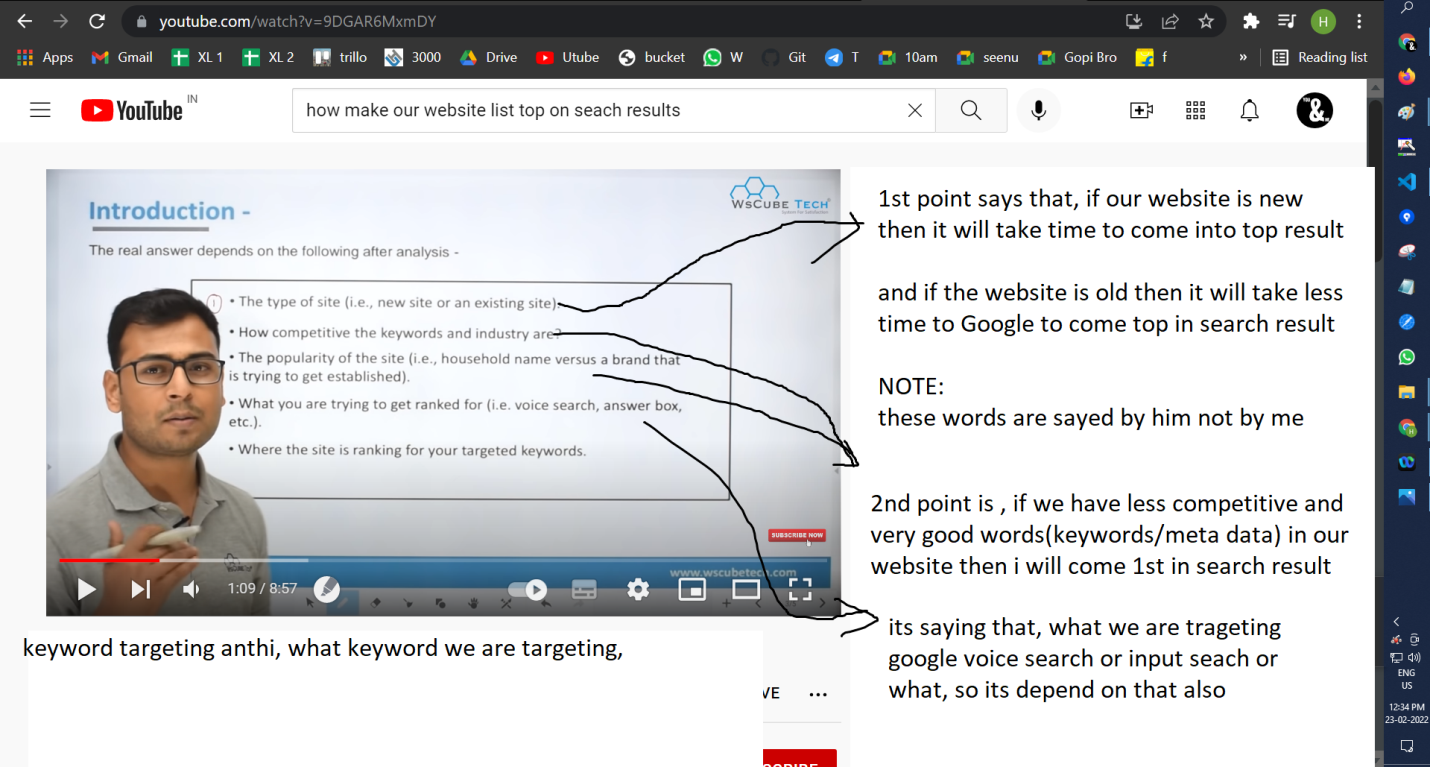 youtube.com/watch?v=9DGAR6MxmDY
H
Apps Gmail XL 1 XL 2 trillo 3000 Drive Utube bucket W Git T 10am seenu Gopi Bro f » Reading list
YouTube IN
how make our website list top on seach results
Introduction -
WSCUBE TECH
The real answer depends on the following after analysis -
1 • The type of site (i.e., new site or an existing site).
• How competitive the keywords and industry are?
• The popularity of the site (i.e., household name versus a brand that
is trying to get established).
• What you are trying to get ranked for (i.e. voice search, answer box,
etc.).
• Where the site is ranking for your targeted keywords.
SUBSCRIBE NOW
www.wscubetech.com
1:09 / 8:57
1st point says that, if our website is new
then it will take time to come into top result
and if the website is old then it will take less
time to Google to come top in search result
NOTE:
these words are sayed by him not by me
2nd point is , if we have less competitive and
very good words(keywords/meta data) in our
website then i will come 1st in search result
its saying that, what we are trageting
google voice search or input seach or
what, so its depend on that also
keyword targeting anthi, what keyword we are targeting,
VE ...
ENG
US
12:34 PM
23-02-2022